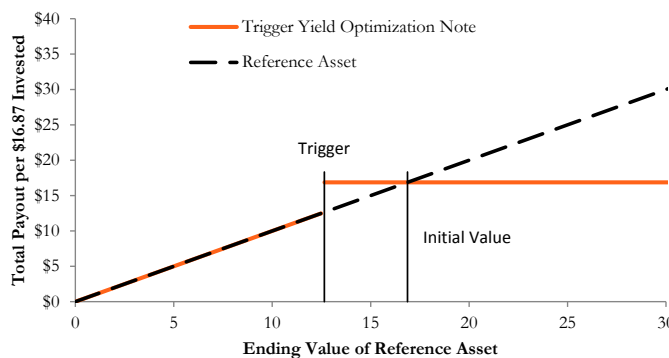 $40
$35
$30
$25
$20
$15
$10
$5
$0
Total Payout per $16.87 Invested
Trigger Yield Optimization Note
Reference Asset
Trigger
Initial Value
0 5 10 15 20 25 30
Ending Value of Reference Asset